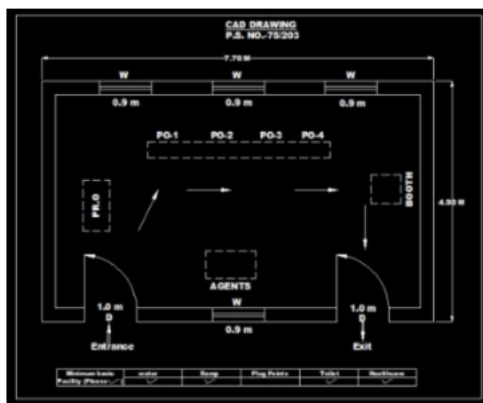 CAD DRAWING
P.S. NO.-75/203
7.70 M
W W W
0.9 m 0.9 m 0.9 m
PO-1 PO-2 PO-3 PO-4
PR.O
BOOTH
4.90 M
AGENTS
W
1.0 m 1.0 m
D D
0.9 m
Entrance Exit
Minimum basic water Ramp Plug Points Toilet Healthcare
Facility (Please ✓) ✓ ✓ ✓ ✓